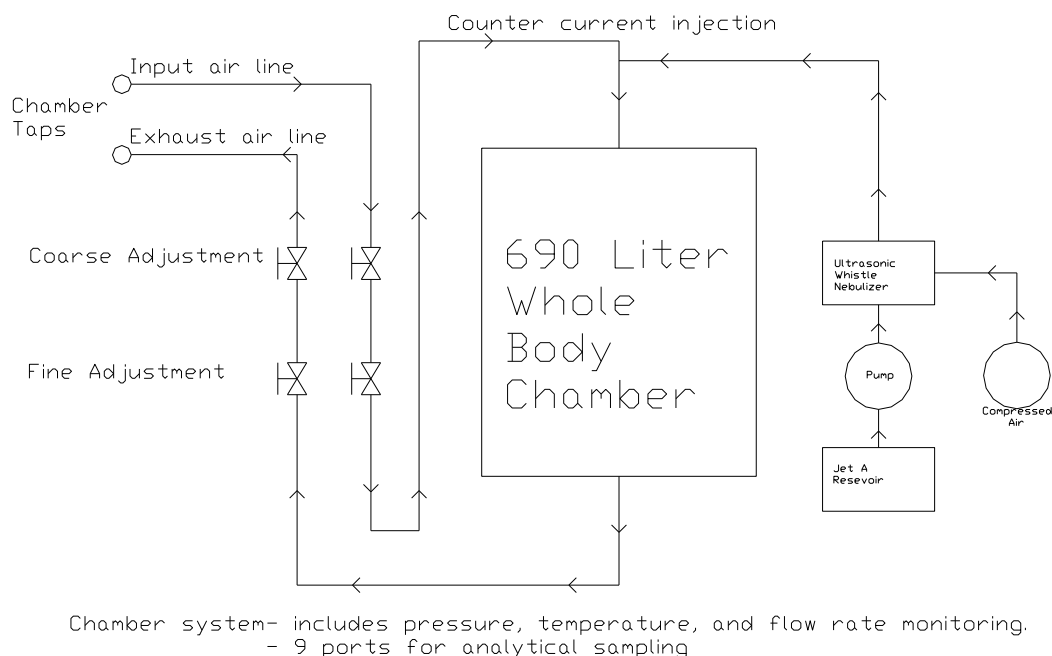 Counter current injection
Input air line
Chamber
Taps
Exhaust air line
Coarse Adjustment
Fine Adjustment
690 Liter
Whole
Body
Chamber
Ultrasonic
Whistle
Nebulizer
Pump
Compressed
Air
Jet A
Resevoir
Chamber system- includes pressure, temperature, and flow rate monitoring.
- 9 ports for analytical sampling